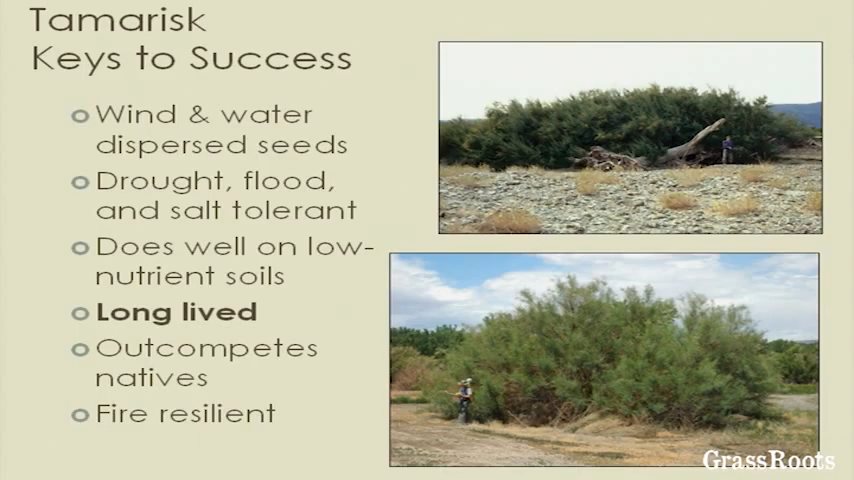 Tamarisk
Keys to Success
Wind & water
dispersed seeds
Drought, flood,
and salt tolerant
Does well on low-
nutrient soils
Long lived
Outcompetes
natives
Fire resilient
GrassRoots